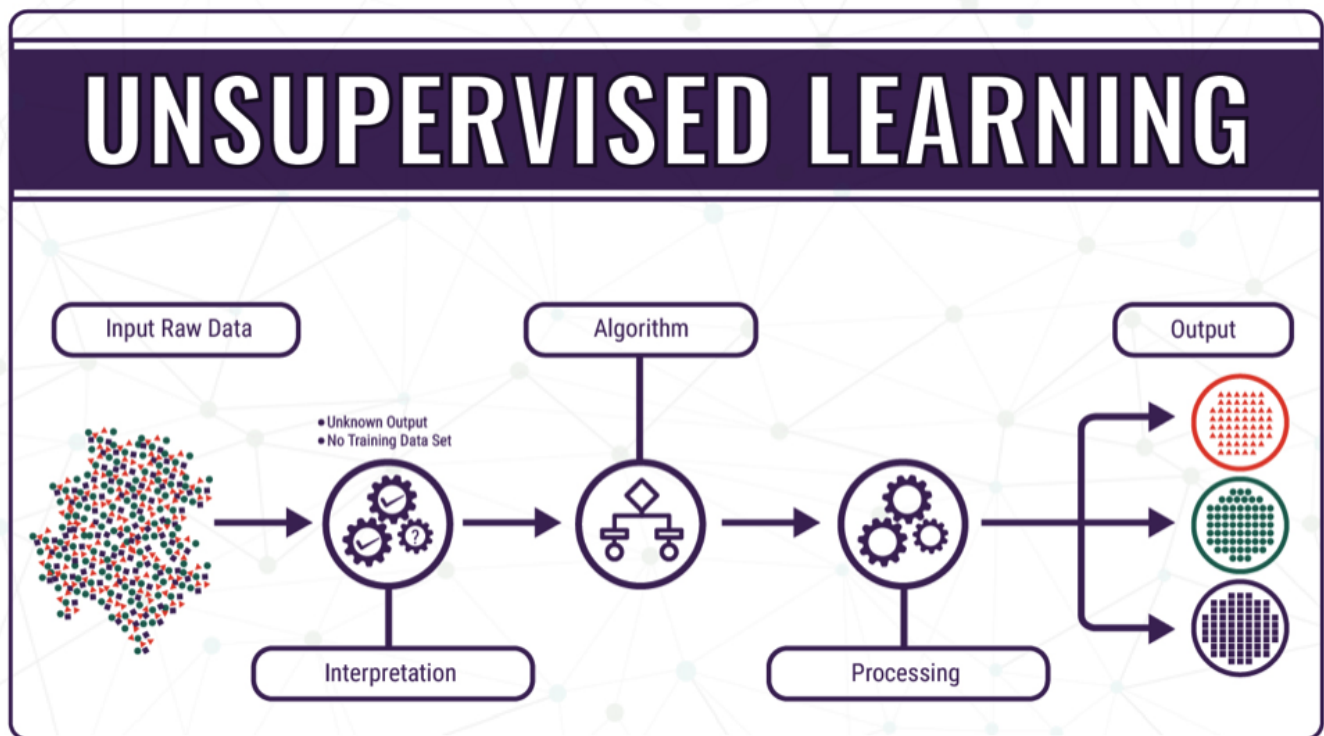 UNSUPERVISED LEARNING
Input Raw Data
Algorithm
Output
•Unknown Output
•No Training Data Set
?
Interpretation
Processing